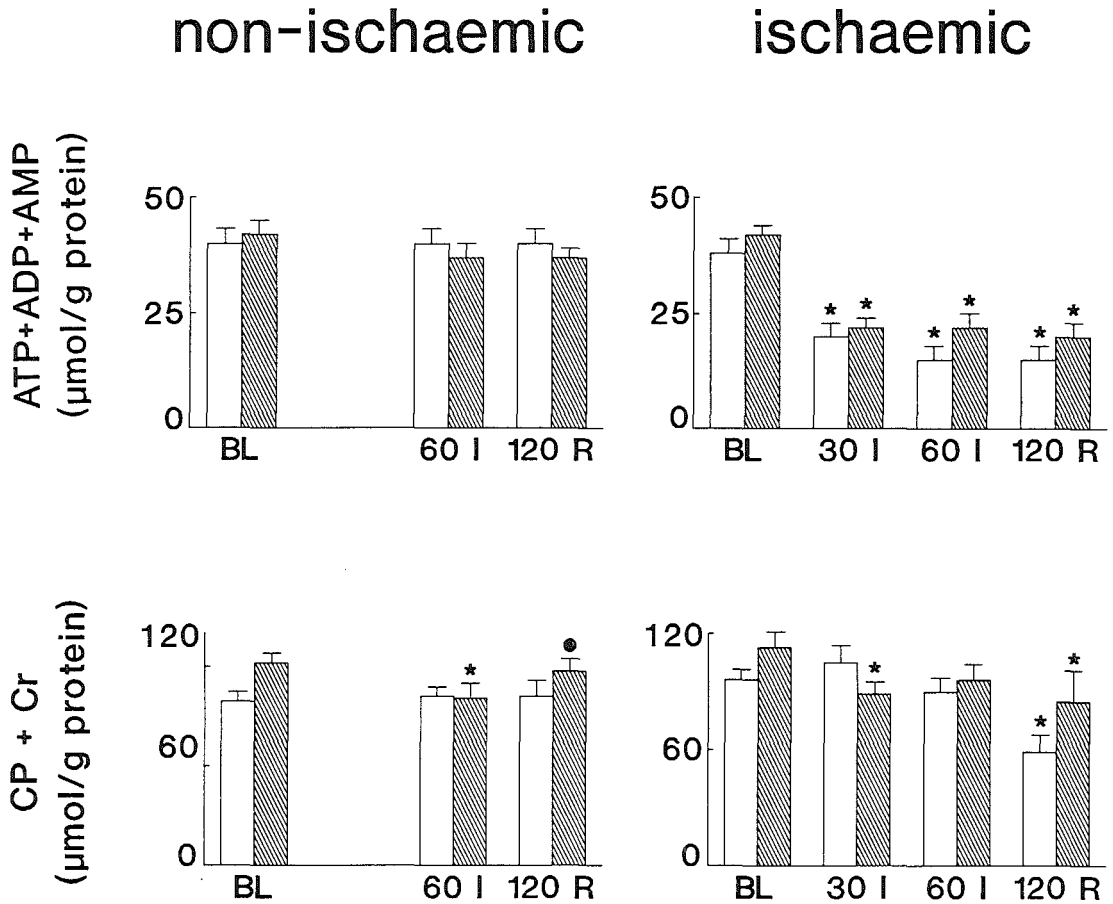 non-ischaemic
ischaemic
ATP+ADP+AMP
(µmol/g protein)
50
25
0
BL
60 I
120 R
50
25
0
*
*
*
*
*
*
BL
30 I
60 I
120 R
CP + Cr
(µmol/g protein)
120
60
0
*
BL
60 I
120 R
120
60
0
*
*
*
BL
30 I
60 I
120 R